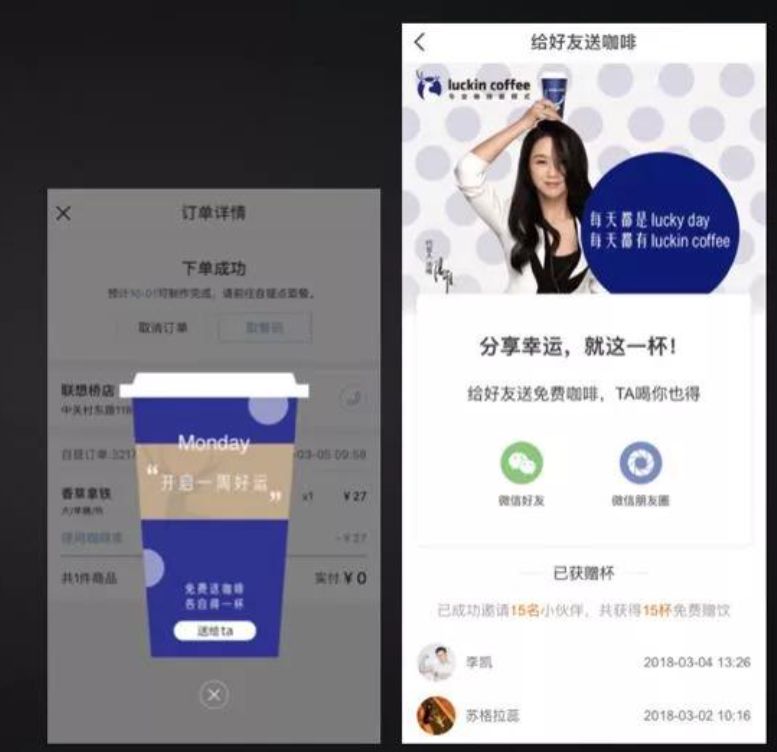 订单详情
下单成功
预计10:01可制作完成，请前往自提点取餐。
取消订单
取餐码
联想桥店
中关村东路118
自提订单:3217
-03-05 09:58
香草拿铁
x1
¥27
大/单糖/热
-¥27
共1件商品
实付¥0
Monday
“开启一周好运”
免费送咖啡
各自得一杯
送给ta
给好友送咖啡
luckin coffee
每天都是lucky day
每天都有luckin coffee
分享幸运，就这一杯!
给好友送免费咖啡，TA喝你也得
微信好友
微信朋友圈
已获赠杯
已成功邀请15名小伙伴，共获得15杯免费赠饮
李凯
2018-03-04 13:26
苏格拉蕊
2018-03-02 10:16